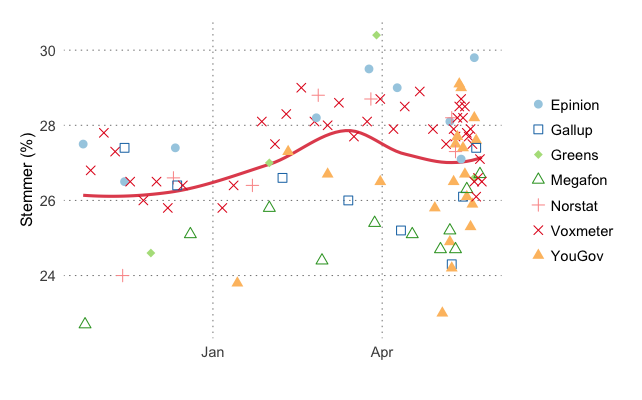 Stemmer (%)
30
28
26
24
Jan
Apr
Epinion
Gallup
Greens
Megafon
Norstat
Voxmeter
YouGov